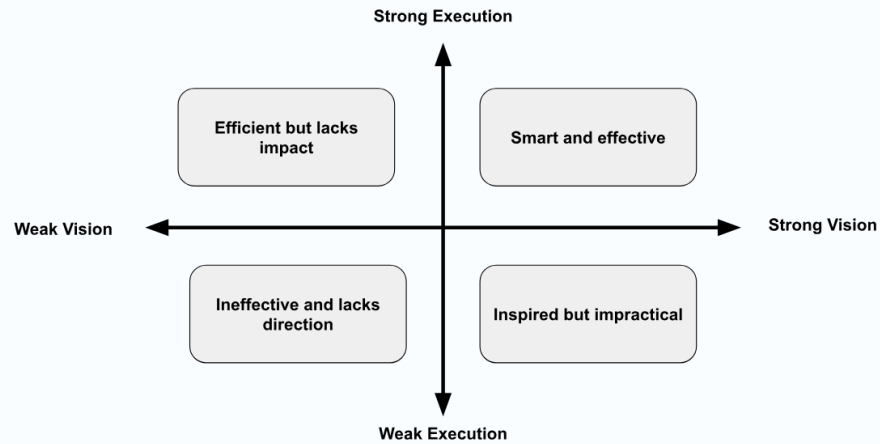 Strong Execution
Efficient but lacks
impact
Smart and effective
Weak Vision
Strong Vision
Ineffective and lacks
direction
Inspired but impractical
Weak Execution